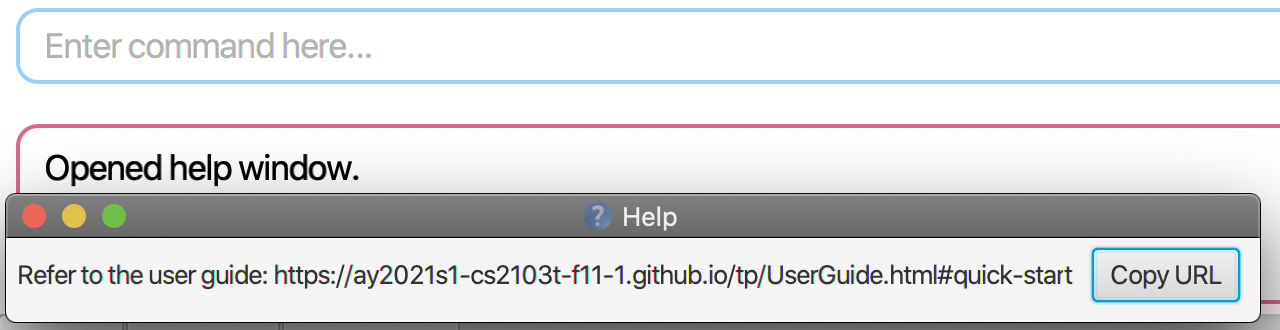 Enter command here...
Opened help window.
Help
Refer to the user guide: https://ay2021s1-cs2103t-f11-1.github.io/tp/UserGuide.html#quick-start Copy URL